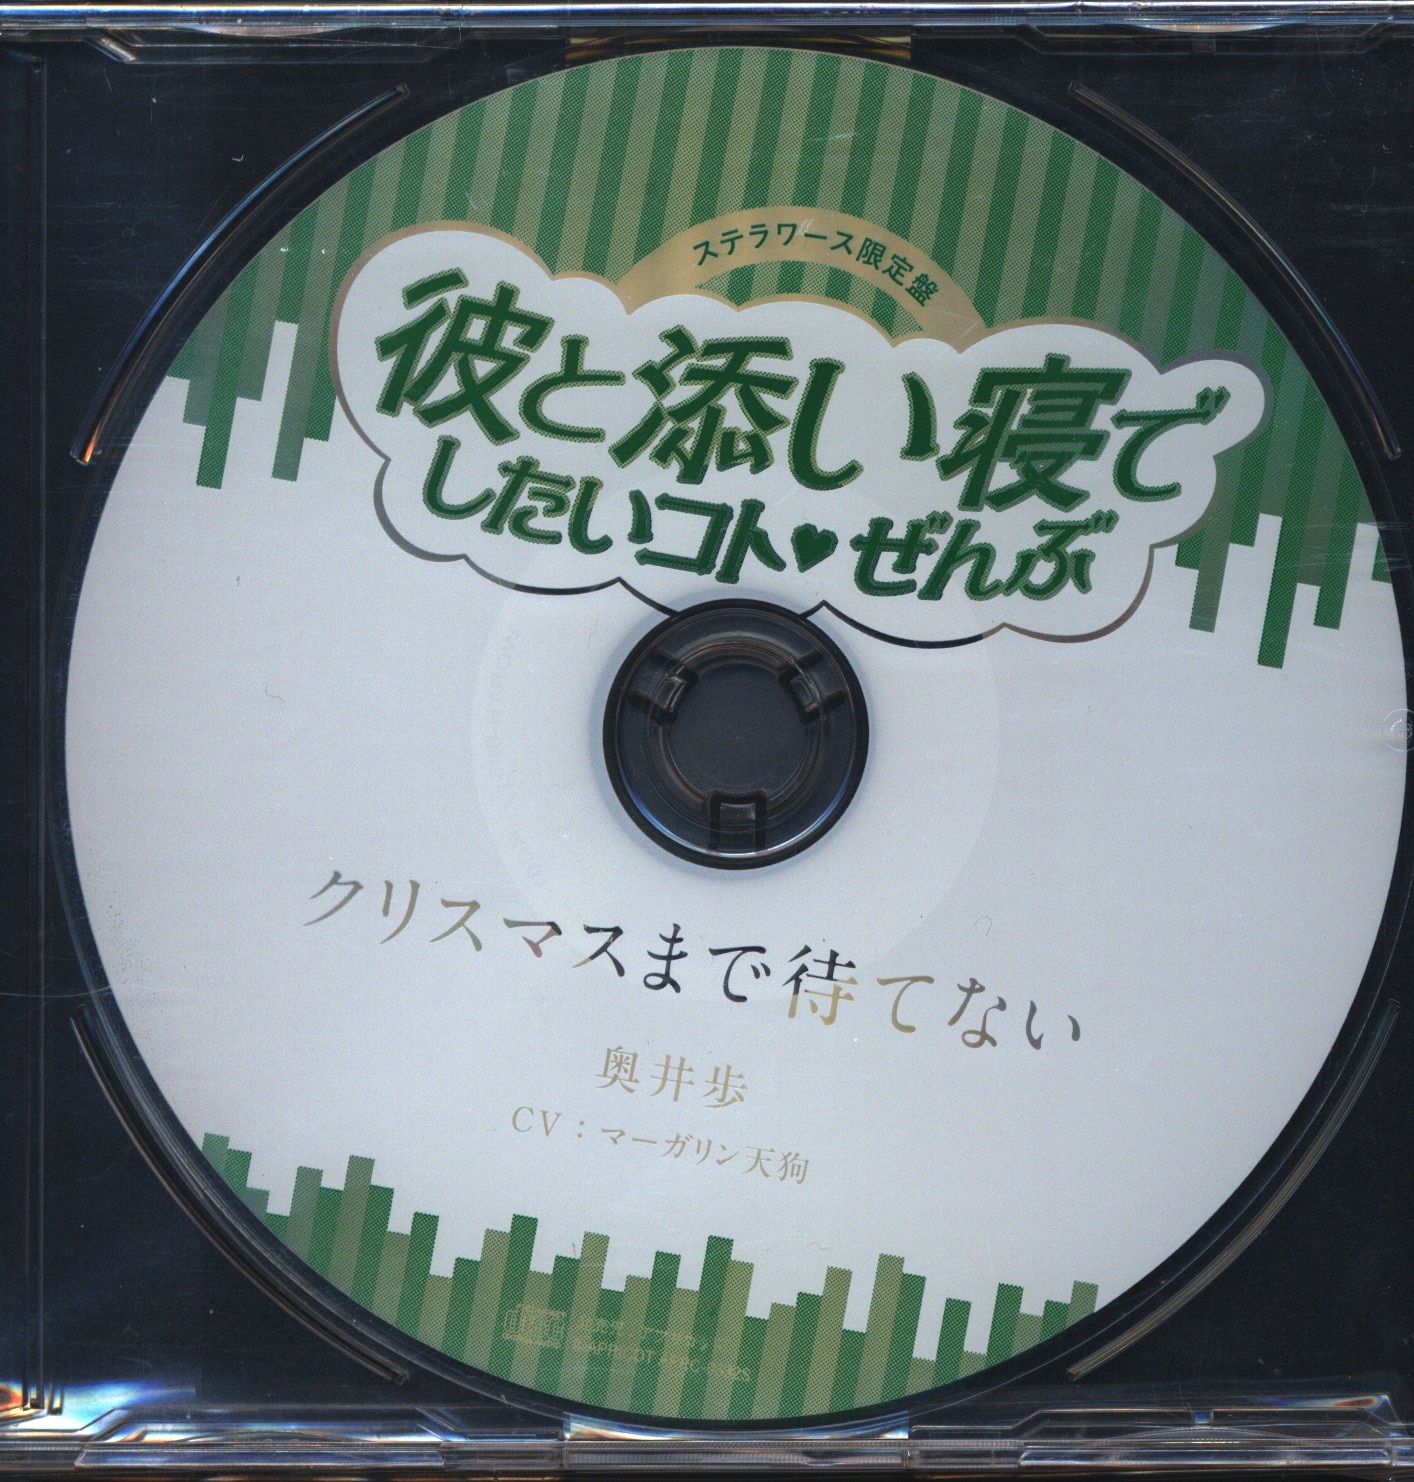 ステラワース限定盤
彼と添い寝で
したいコト♥ぜんぶ
クリスマスまで待てない
奥井歩
CV：マーガリン天狗
©APRICOT